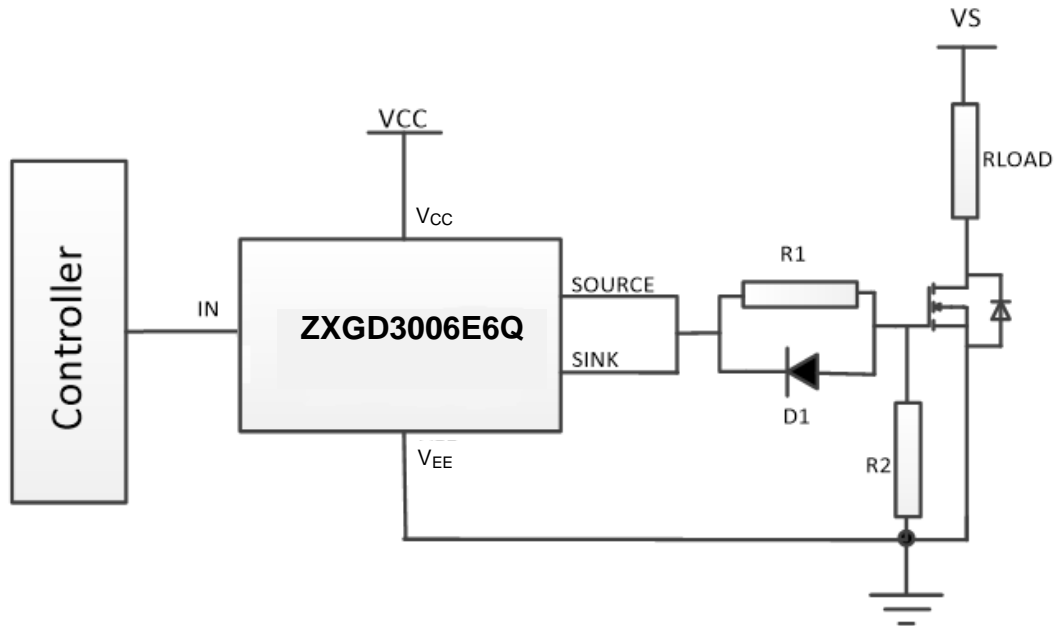 VS
RLOAD
VCC
VCC
Controller
IN
ZXGD3006E6Q
SOURCE
SINK
R1
D1
R2
VEE